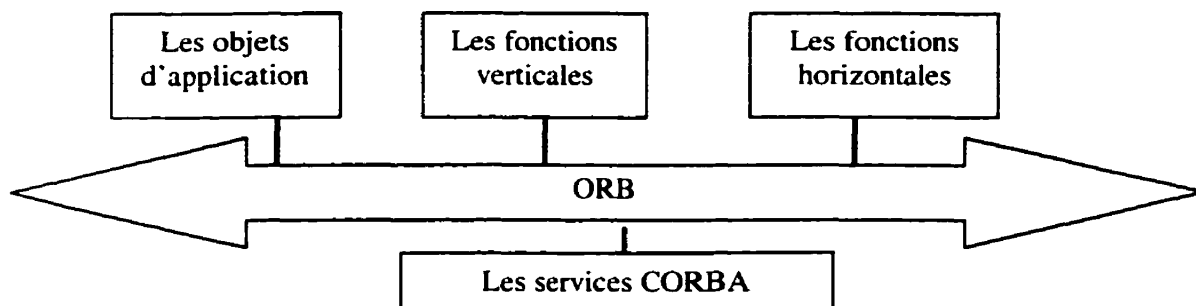 Les objets
d'application
Les fonctions
verticales
Les fonctions
horizontales
ORB
Les services CORBA